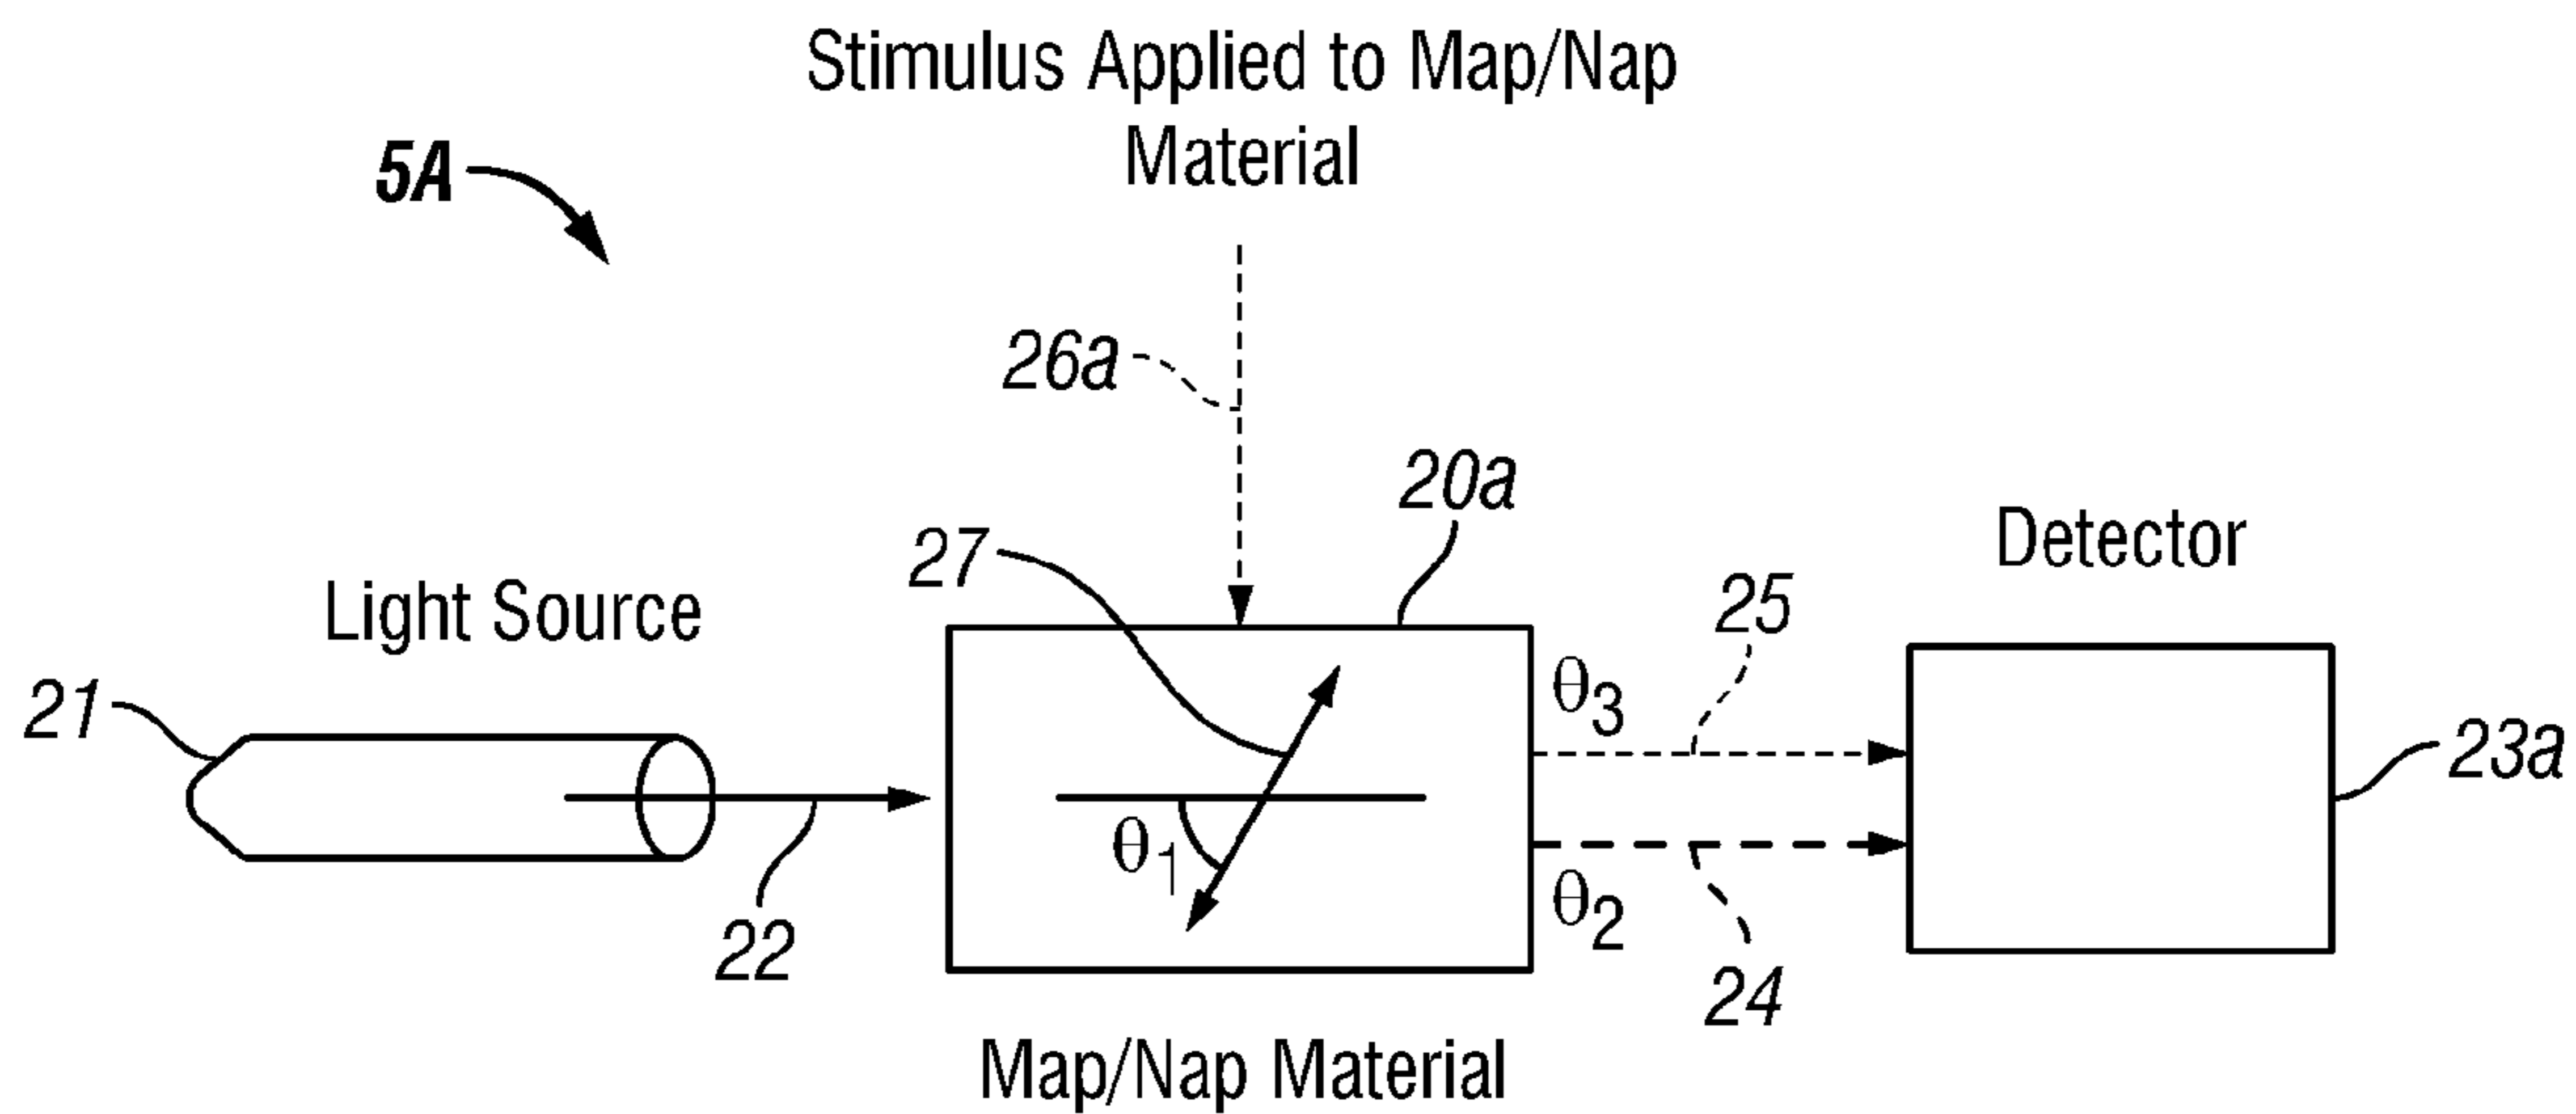 Stimulus Applied to Map/Nap
Material
5A
26a
20a
27
Detector
Light Source
25
21
θ3
23a
θ1
22
θ2
24
Map/Nap Material